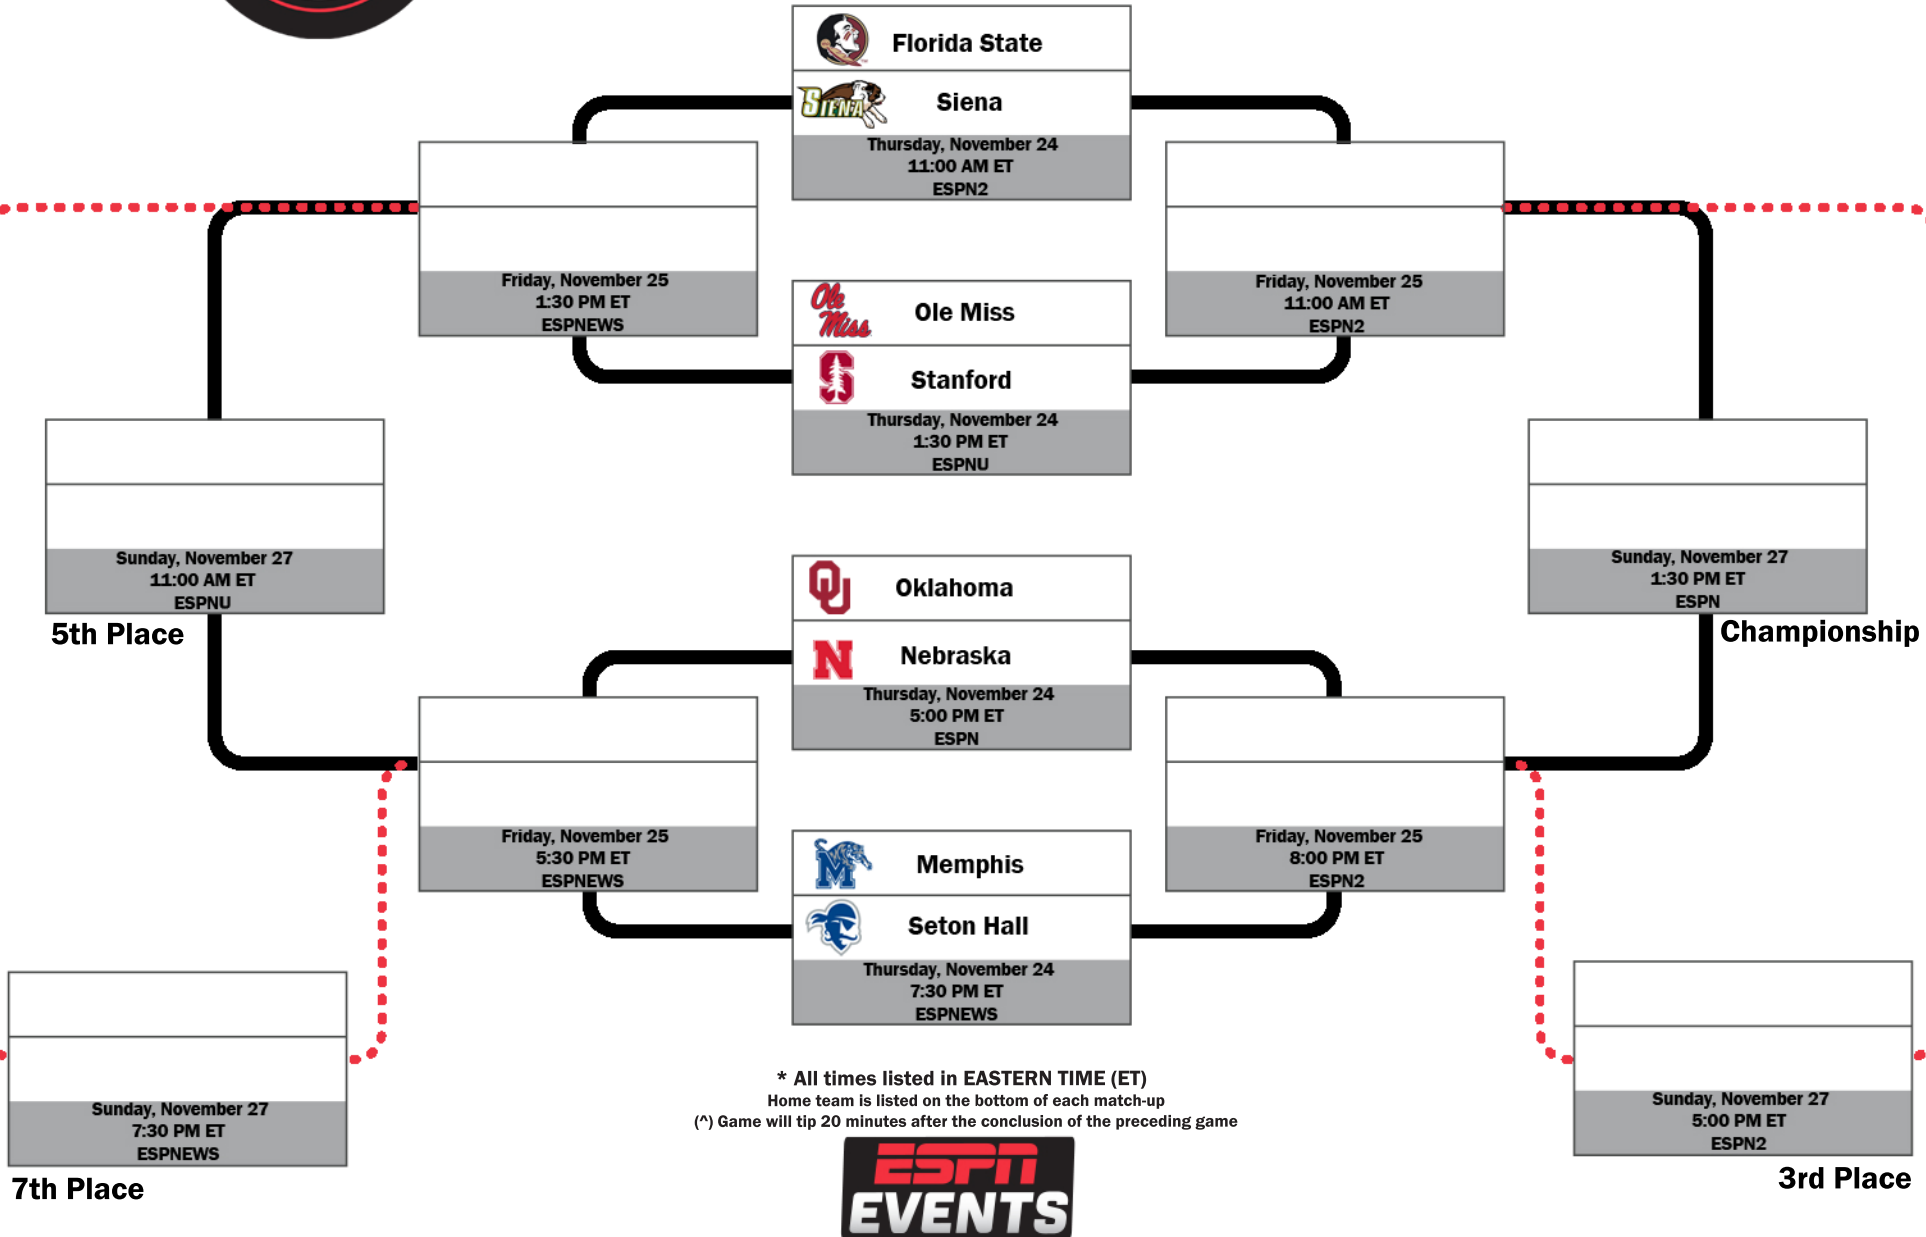 Florida State
SIENA
Siena
Thursday, November 24
11:00 AM ET
ESPN2
Friday, November 25
1:30 PM ET
ESPNEWS
Ole Miss
Ole Miss
Stanford
Thursday, November 24
1:30 PM ET
ESPNU
Friday, November 25
11:00 AM ET
ESPN2
Sunday, November 27
11:00 AM ET
ESPNU
5th Place
OU
Oklahoma
N
Nebraska
Thursday, November 24
5:00 PM ET
ESPN
Sunday, November 27
1:30 PM ET
ESPN
Championship
Friday, November 25
5:30 PM ET
ESPNEWS
M
Memphis
Seton Hall
Thursday, November 24
7:30 PM ET
ESPNEWS
Friday, November 25
8:00 PM ET
ESPN2
Sunday, November 27
7:30 PM ET
ESPNEWS
7th Place
* All times listed in EASTERN TIME (ET)
Home team is listed on the bottom of each match-up
(^) Game will tip 20 minutes after the conclusion of the preceding game
ESPN
EVENTS
Sunday, November 27
5:00 PM ET
ESPN2
3rd Place